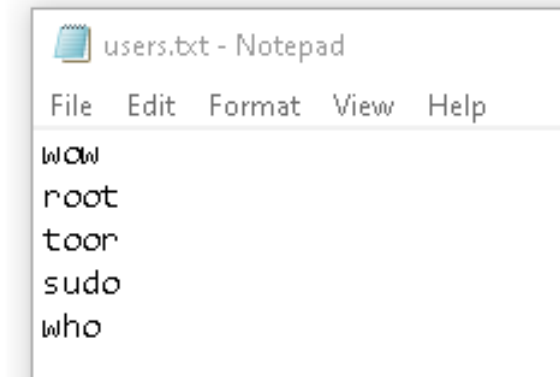 users.txt - Notepad
File Edit Format View Help
wow
root
toor
sudo
who